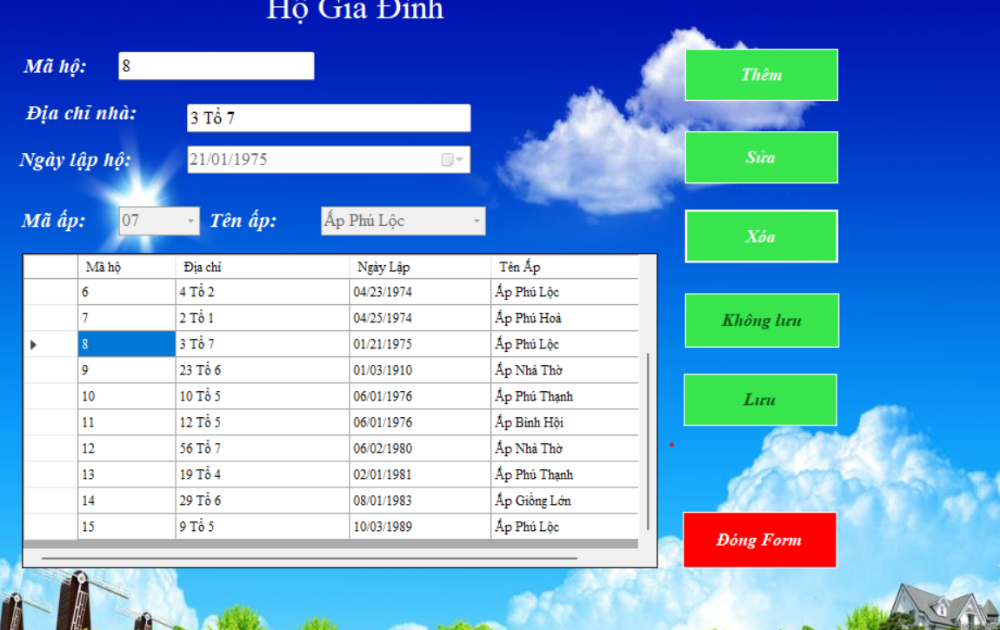 Hộ Gia Đình
Mã hộ: 8
Địa chỉ nhà: 3 Tổ 7
Ngày lập hộ: 21/01/1975
Mã ấp: 07 Tên ấp: Ấp Phú Lộc
Mã hộ Địa chỉ Ngày Lập Tên Ấp
6 4 Tổ 2 04/23/1974 Ấp Phú Lộc
7 2 Tổ 1 04/25/1974 Ấp Phú Hoà
8 3 Tổ 7 01/21/1975 Ấp Phú Lộc
9 23 Tổ 6 01/03/1910 Ấp Nhà Thờ
10 10 Tổ 5 06/01/1976 Ấp Phú Thạnh
11 12 Tổ 5 06/01/1976 Ấp Bình Hội
12 56 Tổ 7 06/02/1980 Ấp Nhà Thờ
13 19 Tổ 4 02/01/1981 Ấp Phú Thạnh
14 29 Tổ 6 08/01/1983 Ấp Giồng Lớn
15 9 Tổ 5 10/03/1989 Ấp Phú Lộc
Thêm
Sửa
Xóa
Không lưu
Lưu
Đóng Form